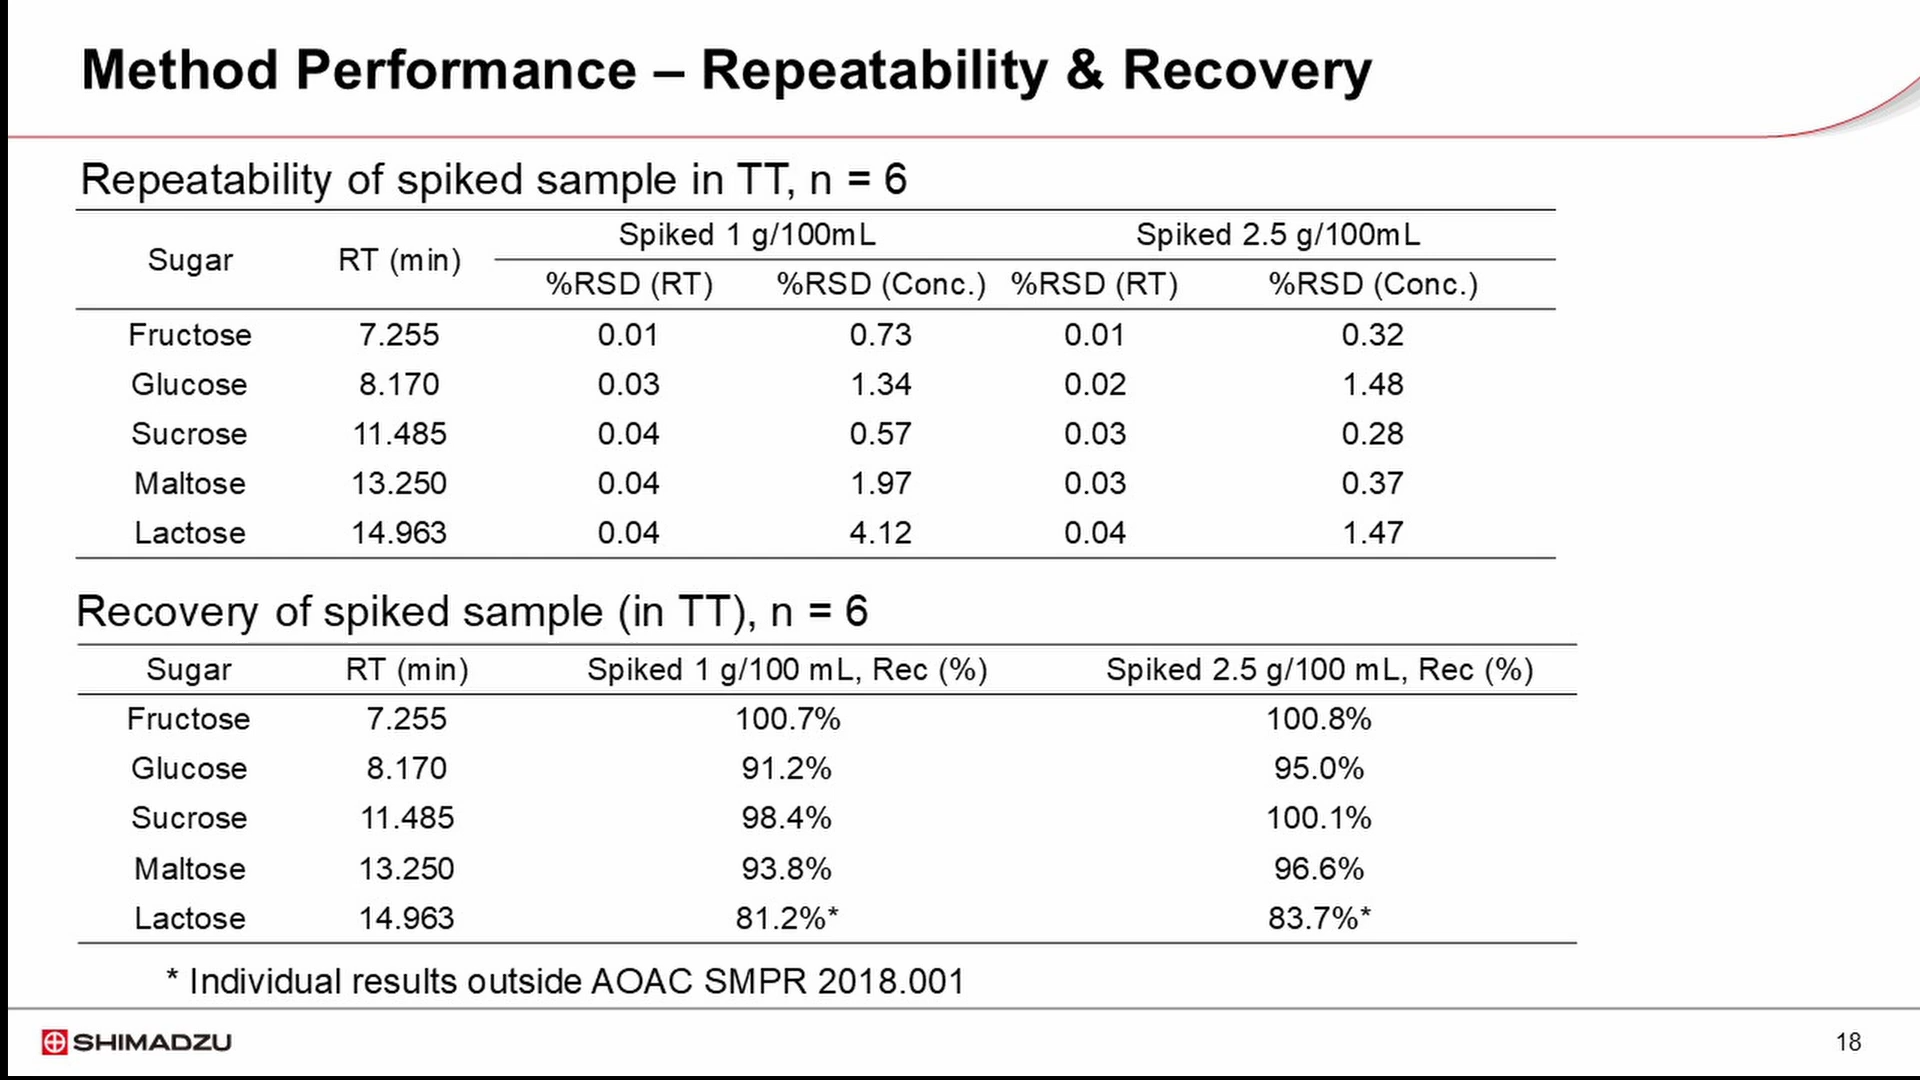 Method Performance – Repeatability & Recovery
Repeatability of spiked sample in TT, n = 6
Sugar RT (min) Spiked 1 g/100mL Spiked 2.5 g/100mL
%RSD (RT) %RSD (Conc.) %RSD (RT) %RSD (Conc.)
Fructose 7.255 0.01 0.73 0.01 0.32
Glucose 8.170 0.03 1.34 0.02 1.48
Sucrose 11.485 0.04 0.57 0.03 0.28
Maltose 13.250 0.04 1.97 0.03 0.37
Lactose 14.963 0.04 4.12 0.04 1.47
Recovery of spiked sample (in TT), n = 6
Sugar RT (min) Spiked 1 g/100 mL, Rec (%) Spiked 2.5 g/100 mL, Rec (%)
Fructose 7.255 100.7% 100.8%
Glucose 8.170 91.2% 95.0%
Sucrose 11.485 98.4% 100.1%
Maltose 13.250 93.8% 96.6%
Lactose 14.963 81.2%* 83.7%*
* Individual results outside AOAC SMPR 2018.001
SHIMADZU 18